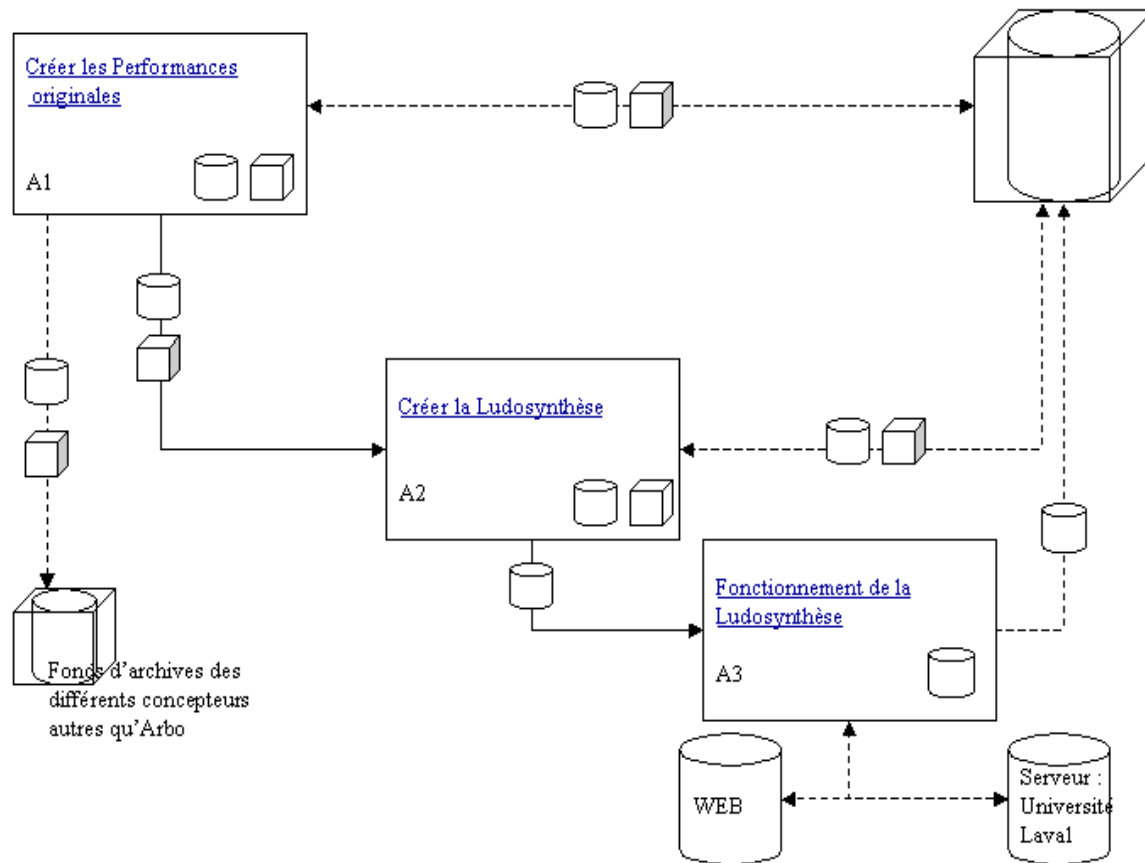 Créer les Performances
originales
A1
Créer la Ludosynthèse
A2
Fonctionnement de la
Ludosynthèse
A3
Fonds d'archives des
différents concepteurs
autres qu'Arbo
WEB
Serveur :
Université
Laval